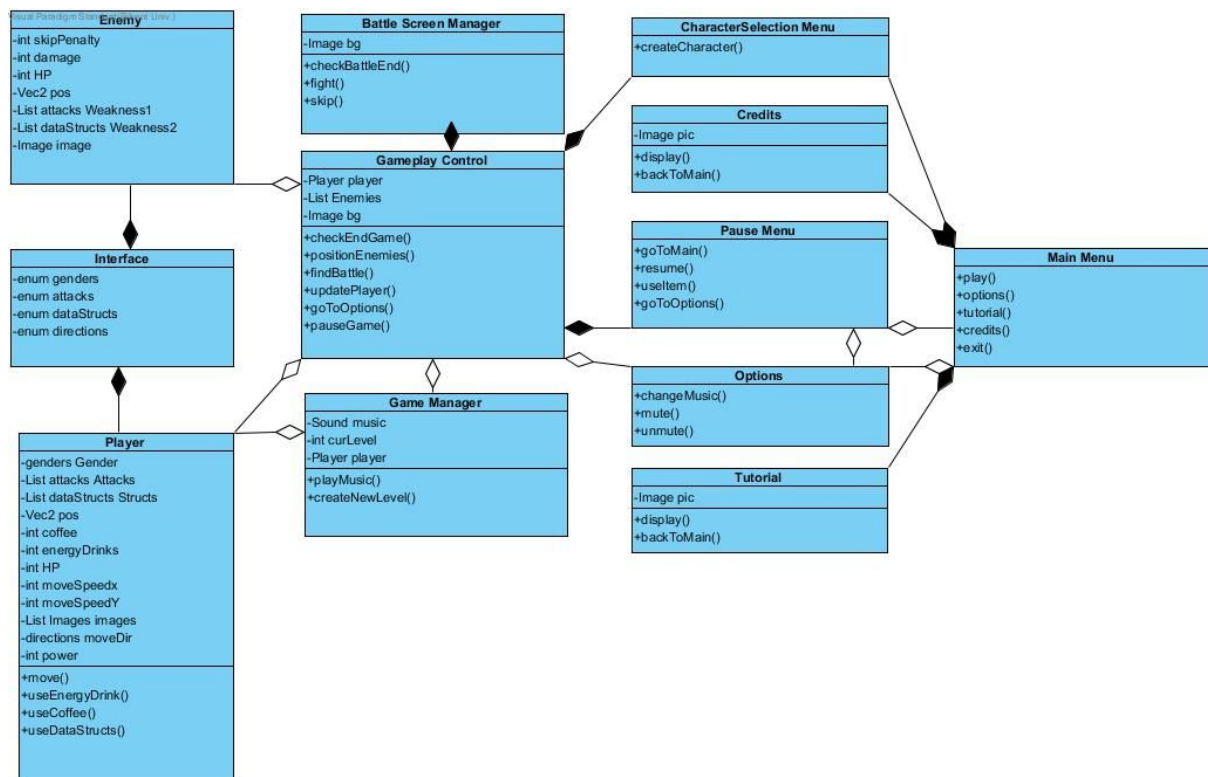 Visual Paradigm Standard (Bilkent Univ.)
Enemy
-int skipPenalty
-int damage
-int HP
-Vec2 pos
-List attacks Weakness1
-List dataStructs Weakness2
-Image image
Battle Screen Manager
-Image bg
+checkBattleEnd()
+fight()
+skip()
CharacterSelection Menu
+createCharacter()
Credits
-Image pic
+display()
+backToMain()
Gameplay Control
-Player player
-List Enemies
-Image bg
+checkEndGame()
+positionEnemies()
+findBattle()
+updatePlayer()
+goToOptions()
+pauseGame()
Pause Menu
+goToMain()
+resume()
+useItem()
+goToOptions()
Main Menu
+play()
+options()
+tutorial()
+credits()
+exit()
Interface
-enum genders
-enum attacks
-enum dataStructs
-enum directions
Options
+changeMusic()
+mute()
+unmute()
Game Manager
-Sound music
-int curLevel
-Player player
+playMusic()
+createNewLevel()
Tutorial
-Image pic
+display()
+backToMain()
Player
-genders Gender
-List attacks Attacks
-List dataStructs Structs
-Vec2 pos
-int coffee
-int energyDrinks
-int HP
-int moveSpeedx
-int moveSpeedY
-List Images images
-directions moveDir
-int power
+move()
+useEnergyDrink()
+useCoffee()
+useDataStructs()